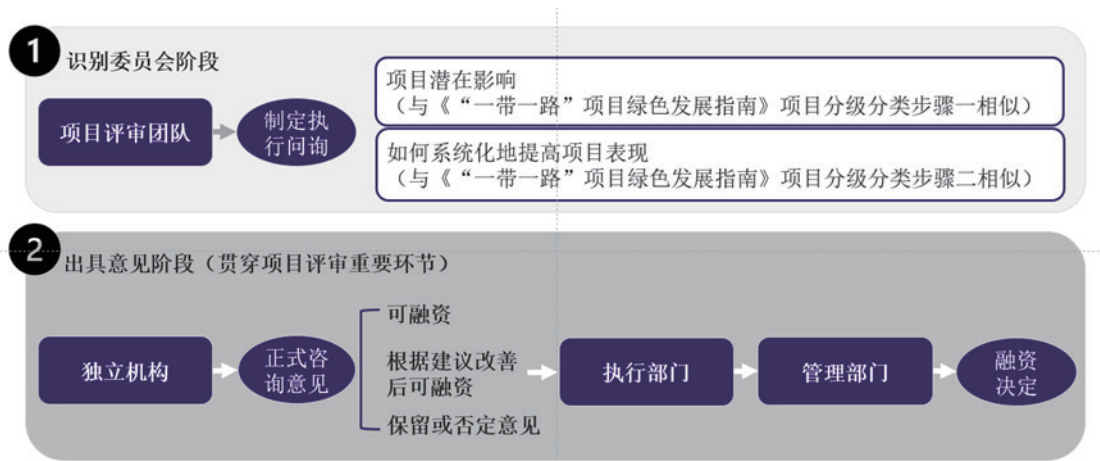 1
识别委员会阶段
项目评审团队
制定执
行问询
项目潜在影响
（与《“一带一路”项目绿色发展指南》项目分级分类步骤一相似）
如何系统化地提高项目表现
（与《“一带一路”项目绿色发展指南》项目分级分类步骤二相似）
2
出具意见阶段（贯穿项目评审重要环节）
独立机构
正式咨
询意见
可融资
根据建议改善
后可融资
保留或否定意见
执行部门
管理部门
融资
决定